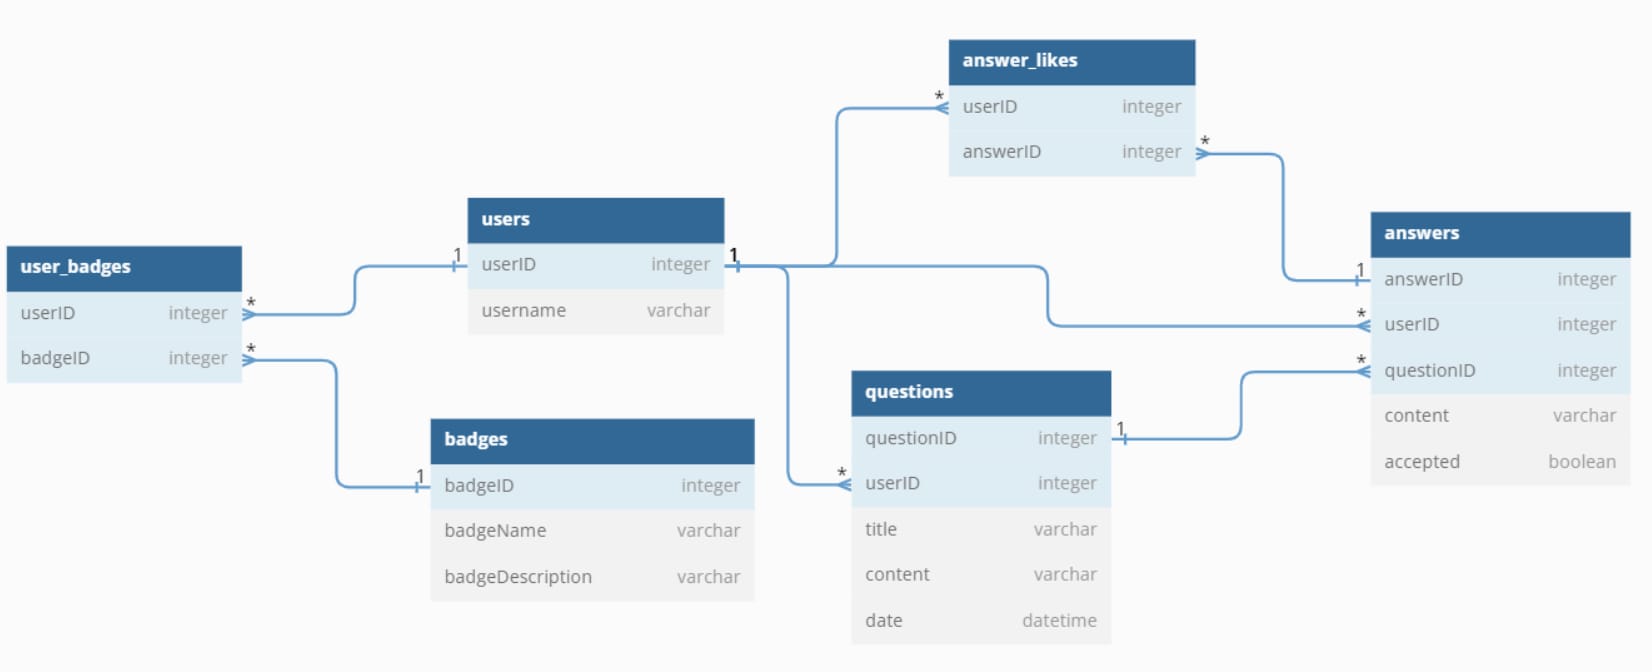 answer_likes
* userID integer
answerID integer *
users
1 userID integer 1
username varchar
user_badges
userID integer *
badgeID integer *
badges
1 badgeID integer
badgeName varchar
badgeDescription varchar
questions
questionID integer 1
* userID integer
title varchar
content varchar
date datetime
answers
1 answerID integer
* userID integer
* questionID integer
content varchar
accepted boolean